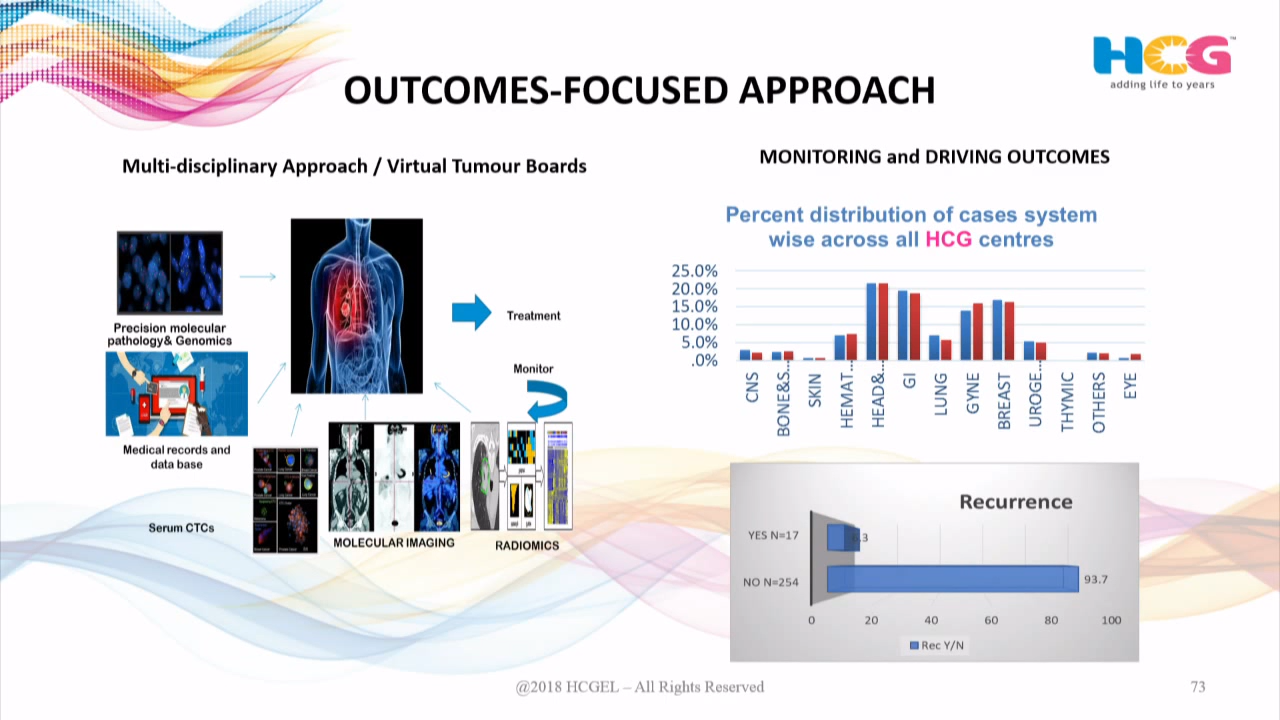 HCG
adding life to years
OUTCOMES-FOCUSED APPROACH
Multi-disciplinary Approach / Virtual Tumour Boards
Precision molecular
pathology& Genomics
Medical records and
data base
Serum CTCs
MOLECULAR IMAGING
RADIOMICS
Treatment
Monitor
MONITORING and DRIVING OUTCOMES
Percent distribution of cases system
wise across all HCG centres
25.0%
20.0%
15.0%
10.0%
5.0%
.0%
CNS
BONE&S…
SKIN
HEMAT…
HEAD&…
GI
LUNG
GYNE
BREAST
UROGE…
THYMIC
OTHERS
EYE
Recurrence
YES N=17
NO N=254
93.7
0 20 40 60 80 100
Rec Y/N
@2018 HCGEL – All Rights Reserved
73